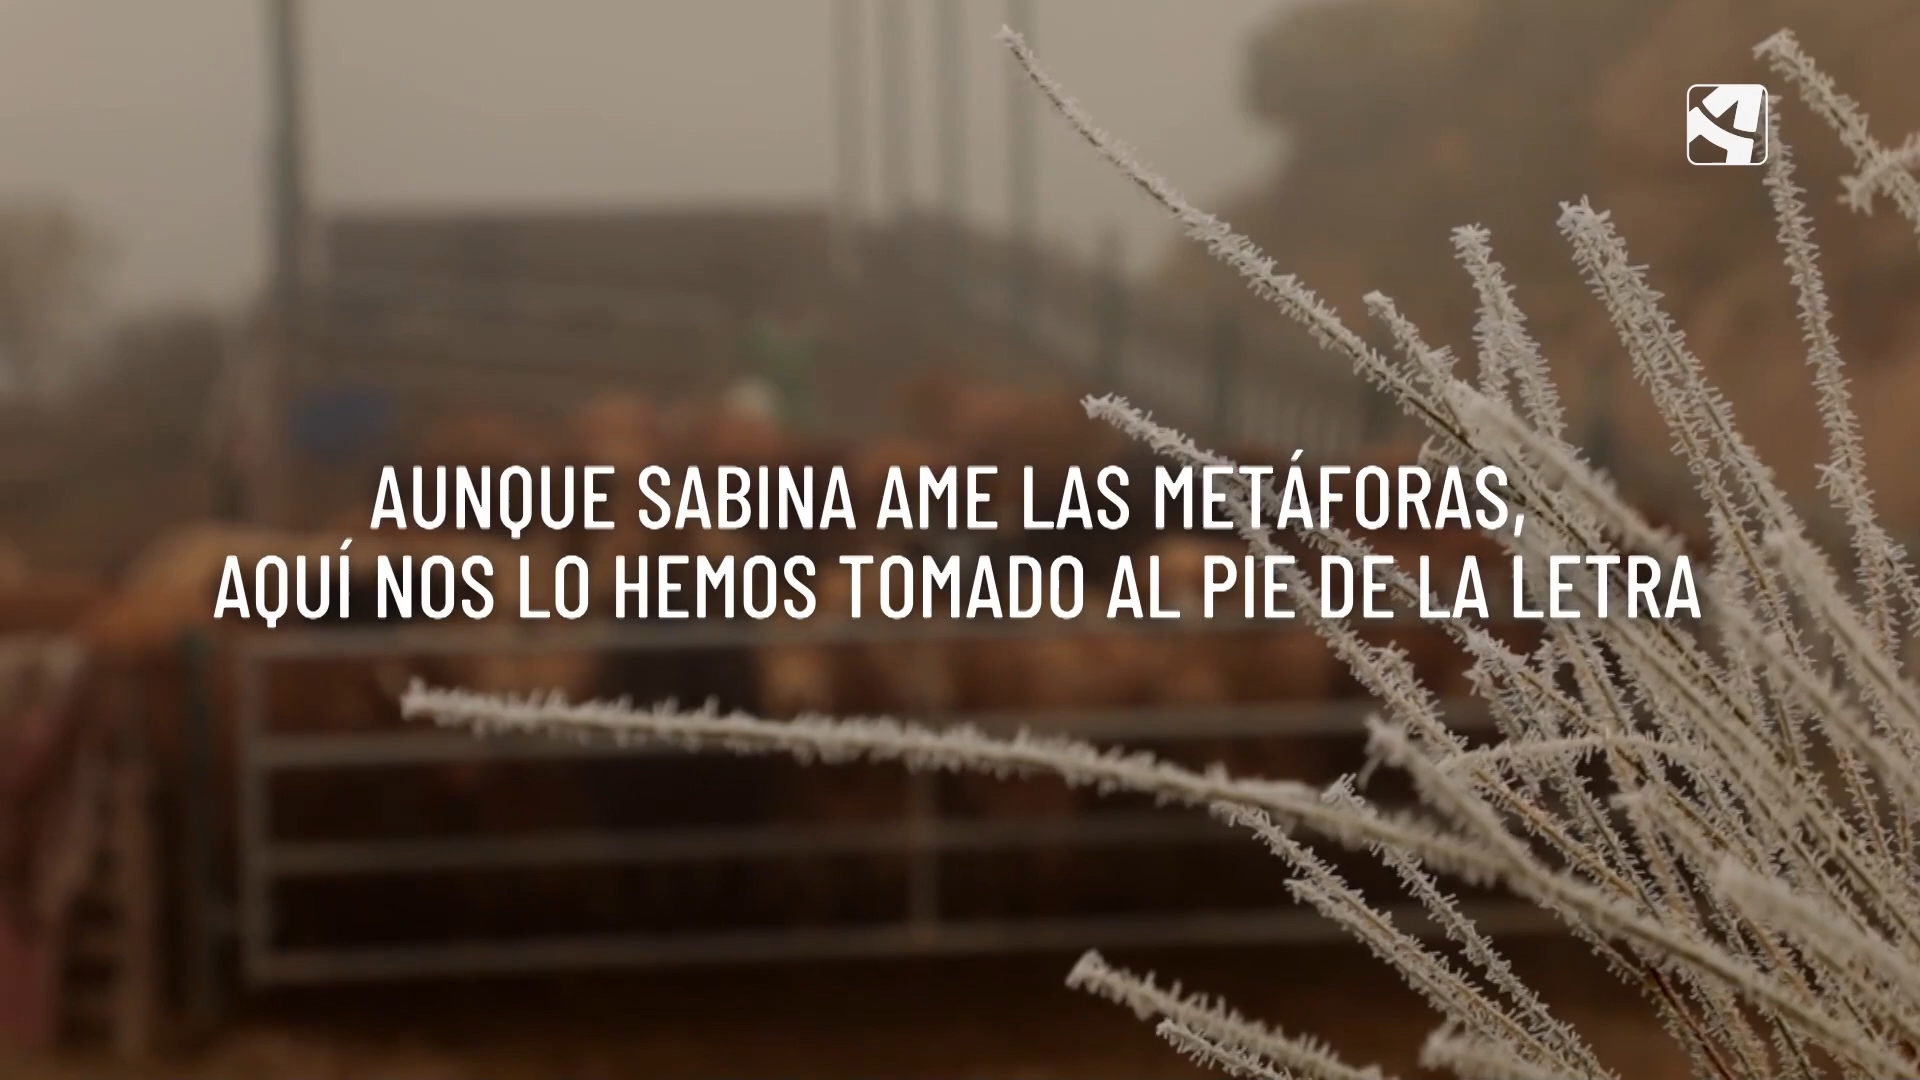 AUNQUE SABINA AME LAS METÁFORAS,
AQUÍ NOS LO HEMOS TOMADO AL PIE DE LA LETRA